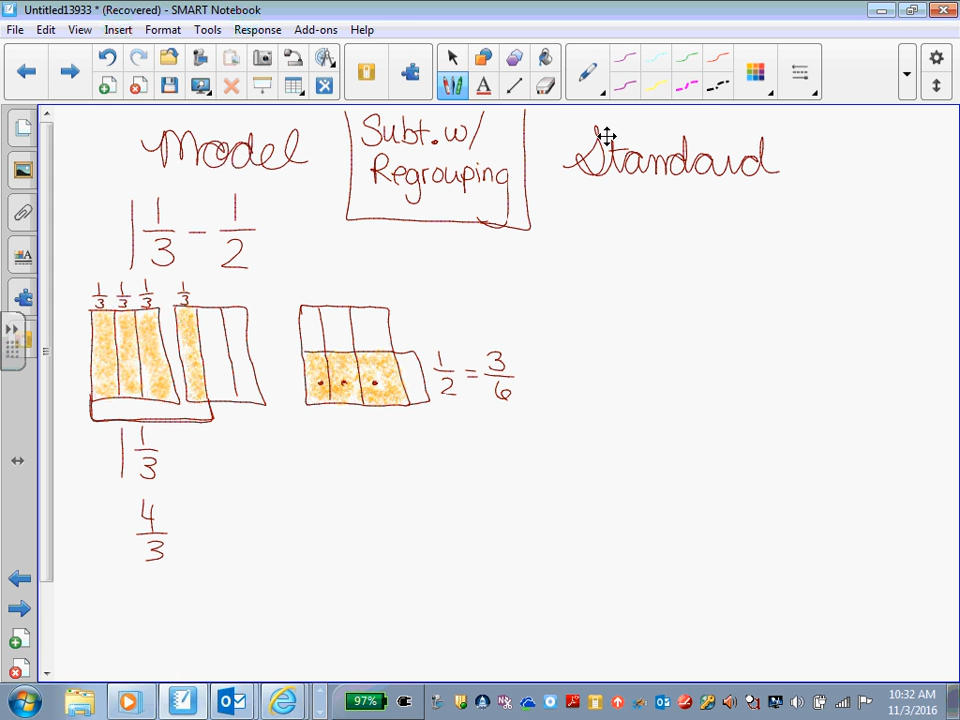 Untitled13933 * (Recovered) - SMART Notebook
File Edit View Insert Format Tools Response Add-ons Help
Model
Subt. w/
Regrouping
Standard
1 1/3 - 1/2
1/3 1/3 1/3 1/3
1/2 = 3/6
1 1/3
4/3
97%
10:32 AM
11/3/2016